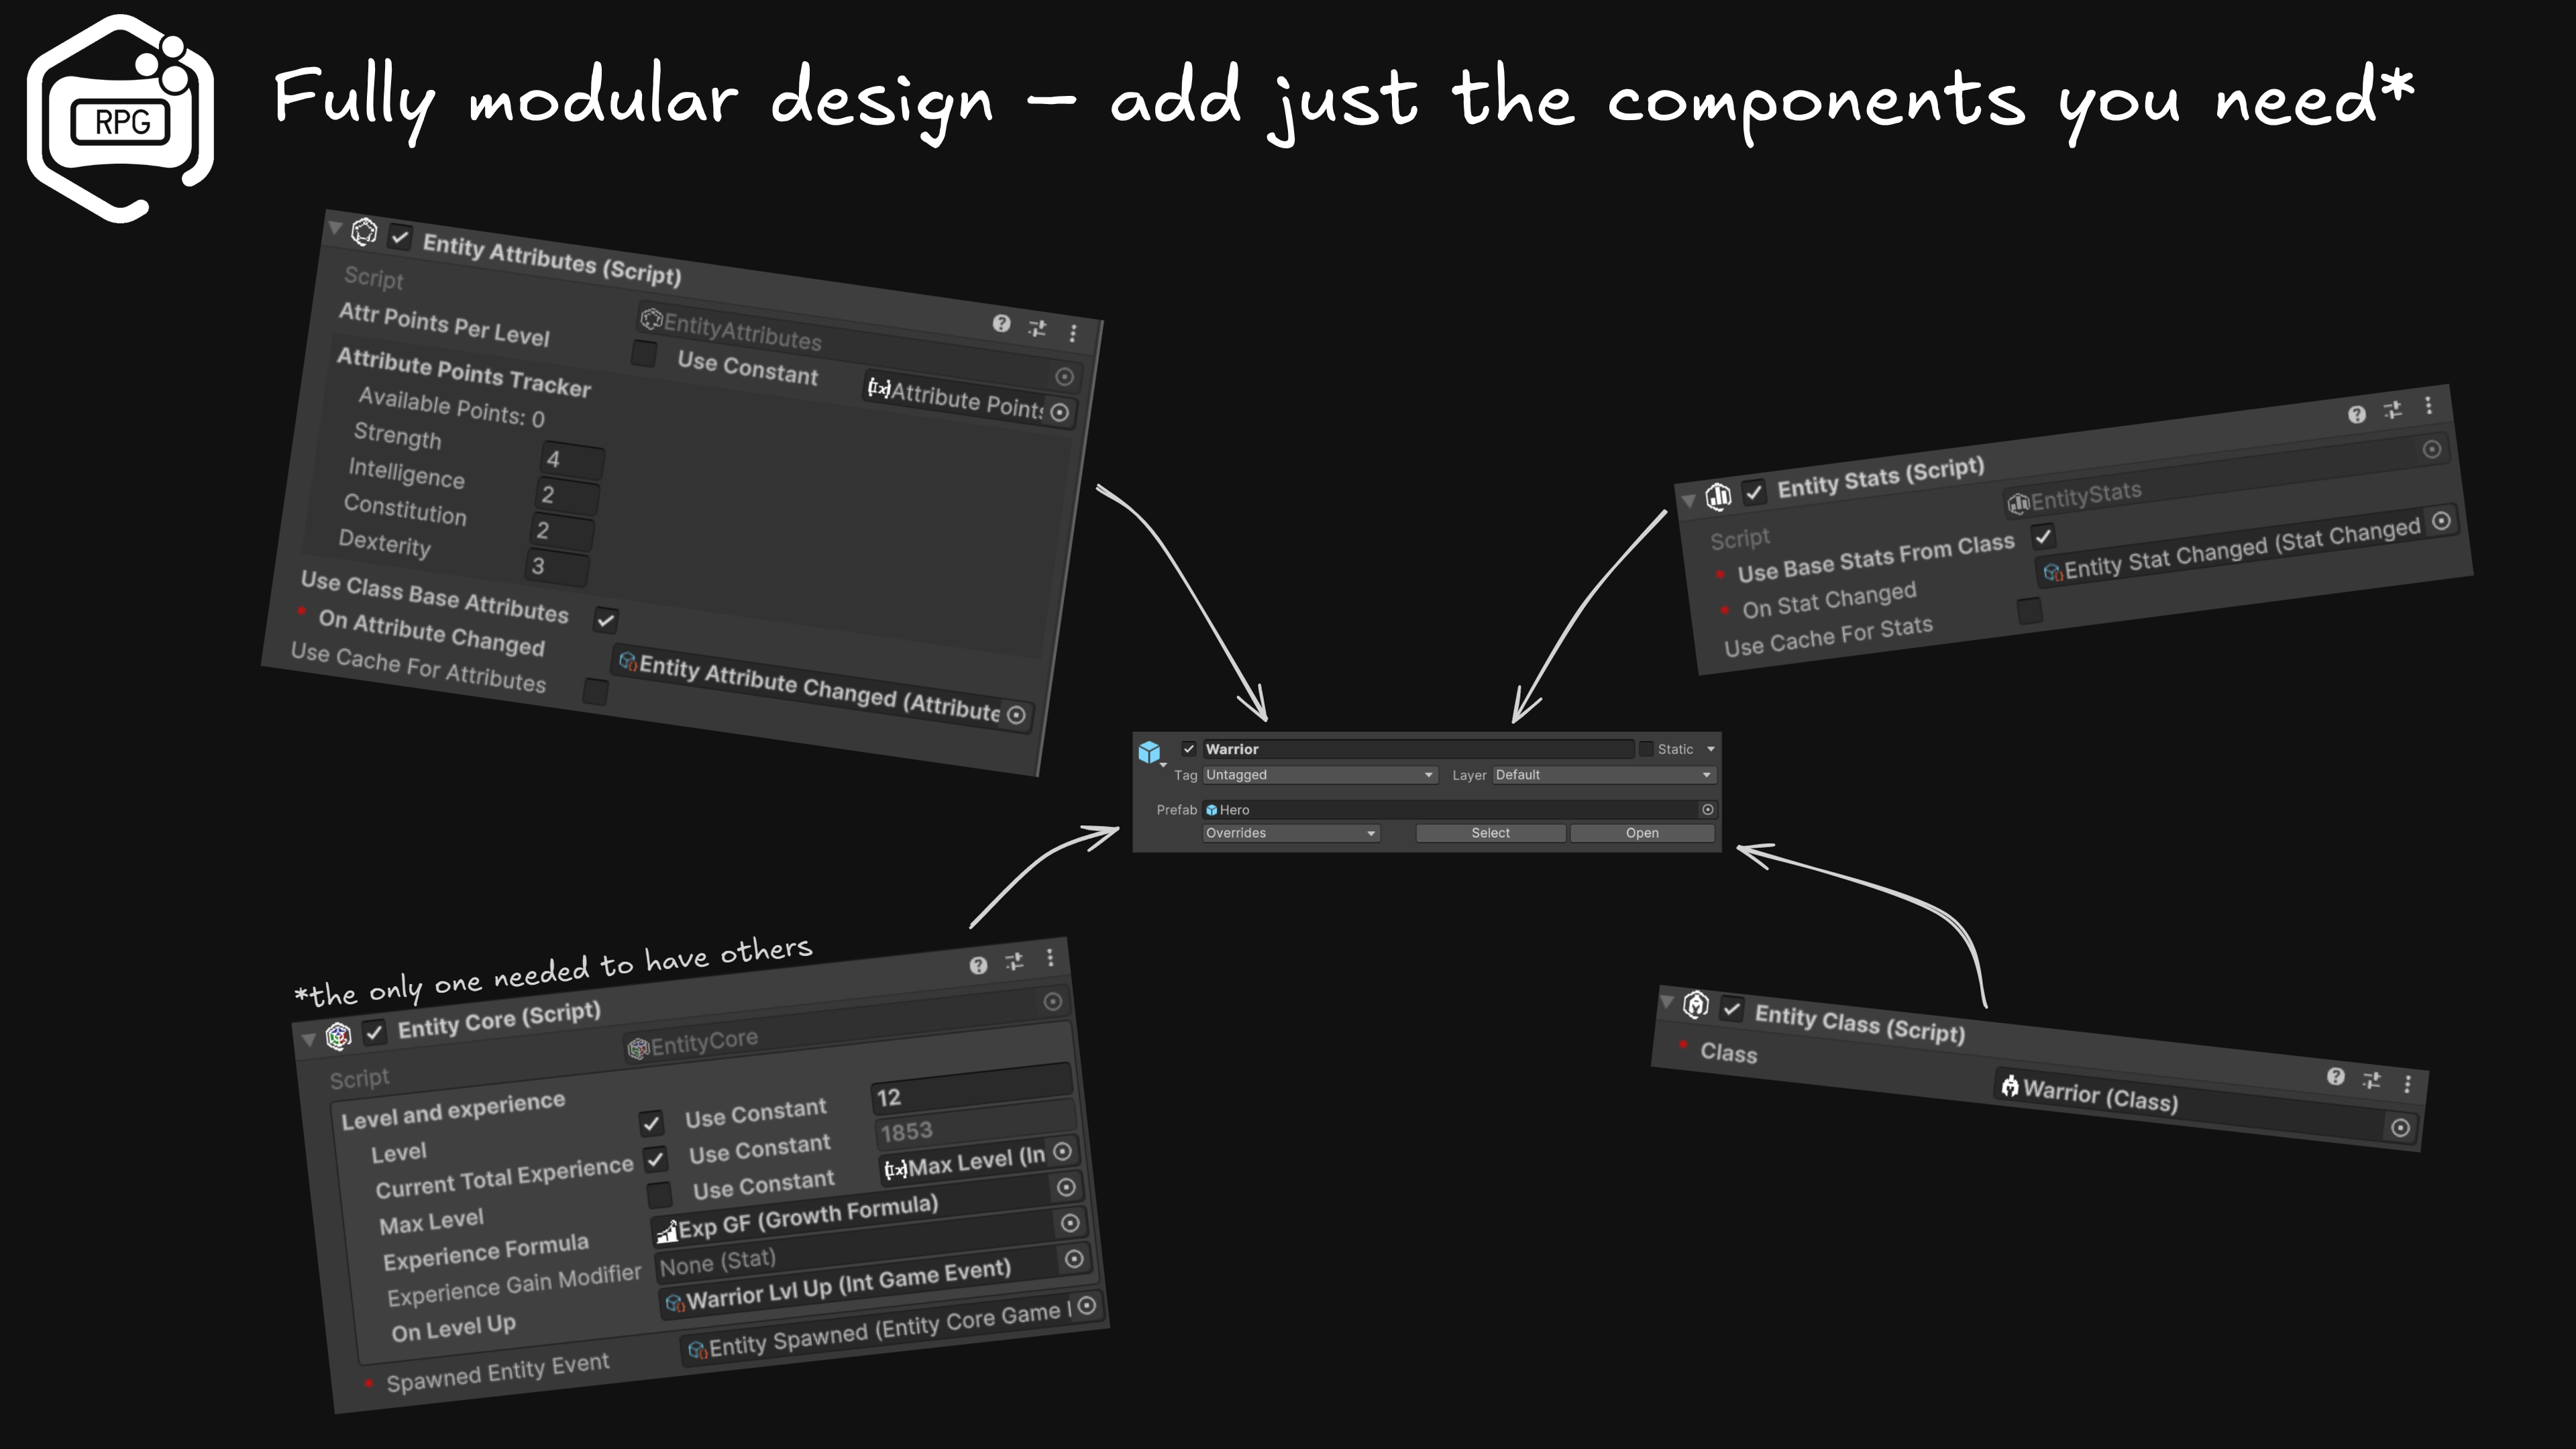 RPG
Fully modular design – add just the components you need*
Entity Attributes (Script)
Script EntityAttributes
Attr Points Per Level Use Constant Attribute Points
Attribute Points Tracker
Available Points: 0
Strength 4
Intelligence 2
Constitution 2
Dexterity 3
Use Class Base Attributes
On Attribute Changed Entity Attribute Changed (Attribute
Use Cache For Attributes
Entity Stats (Script)
Script EntityStats
Use Base Stats From Class
On Stat Changed Entity Stat Changed (Stat Changed
Use Cache For Stats
Warrior Static
Tag Untagged Layer Default
Prefab Hero
Overrides Select Open
*the only one needed to have others
Entity Core (Script)
Script EntityCore
Level and experience
Level Use Constant 12
Current Total Experience Use Constant 1853
Max Level Use Constant Max Level (In
Experience Formula Exp GF (Growth Formula)
Experience Gain Modifier None (Stat)
On Level Up Warrior Lvl Up (Int Game Event)
Spawned Entity Event Entity Spawned (Entity Core Game
Entity Class (Script)
Class Warrior (Class)